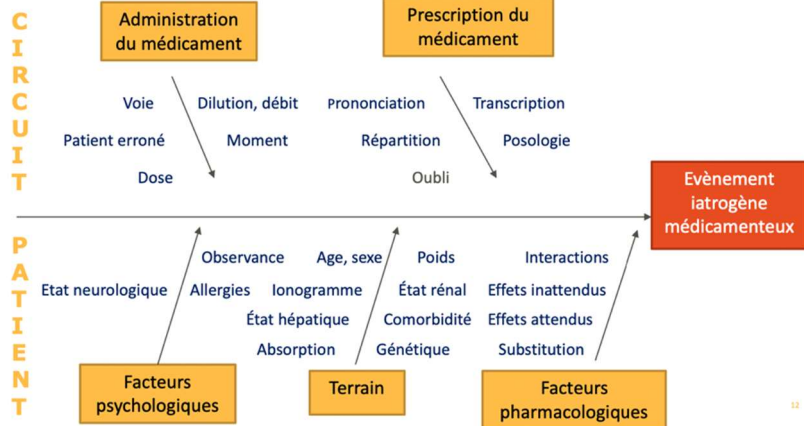 CIRCUIT
Administration
du médicament
Prescription du
médicament
Voie
Dilution, débit
Prononciation
Transcription
Patient erroné
Moment
Répartition
Posologie
Dose
Oubli
Evènement
iatrogène
médicamenteux
PATIENT
Observance
Age, sexe
Poids
Interactions
Etat neurologique
Allergies
Ionogramme
État rénal
Effets inattendus
État hépatique
Comorbidité
Effets attendus
Absorption
Génétique
Substitution
Facteurs
psychologiques
Terrain
Facteurs
pharmacologiques
12